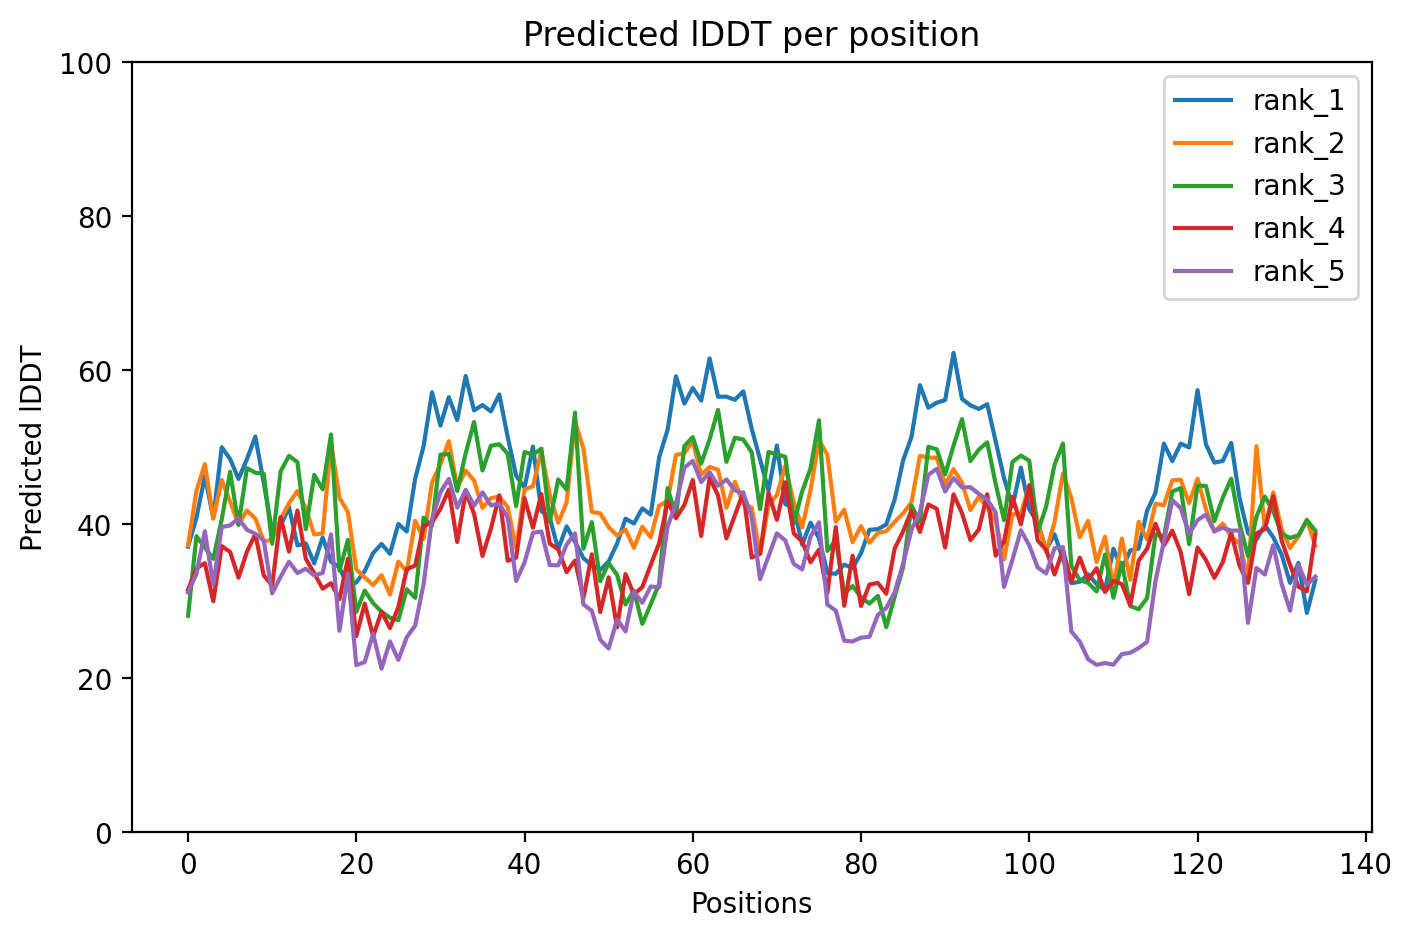 Predicted lDDT per position
100
80
60
40
20
0
Predicted lDDT
rank_1
rank_2
rank_3
rank_4
rank_5
0 20 40 60 80 100 120 140
Positions